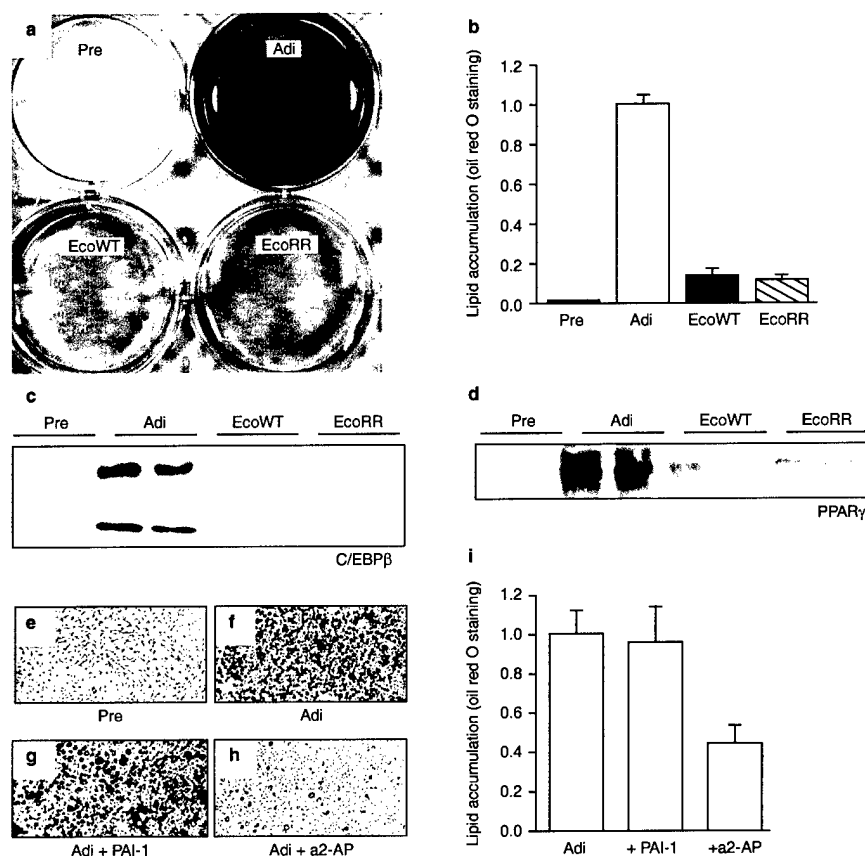 a
Pre
Adi
EcoWT
EcoRR
b
Lipid accumulation (oil red O staining)
1.2
1.0
0.8
0.6
0.4
0.2
0.0
Pre Adi EcoWT EcoRR
c
Pre Adi EcoWT EcoRR
C/EBPβ
d
Pre Adi EcoWT EcoRR
PPARγ
e
Pre
f
Adi
g
Adi + PAI-1
h
Adi + a2-AP
i
Lipid accumulation (oil red O staining)
1.2
1.0
0.8
0.6
0.4
0.2
0.0
Adi + PAI-1 +a2-AP